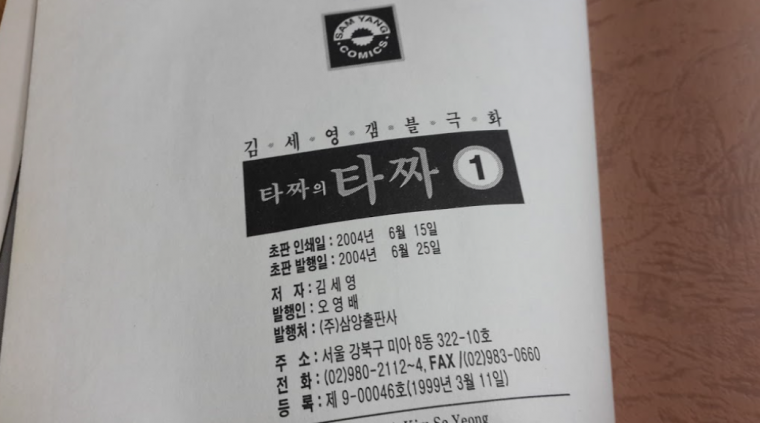 SAM YANG
COMICS
김·세·영·갬·블·극·화
타짜의 타짜 1
초판 인쇄일 : 2004년 6월 15일
초판 발행일 : 2004년 6월 25일
저 자 : 김 세 영
발행인 : 오 영 배
발행처 : (주)삼양출판사
주 소 : 서울 강북구 미아 8동 322-10호
전 화 : (02)980-2112~4, FAX /(02)983-0660
등 록 : 제 9-00046호(1999년 3월 11일)
Kim Se Yeong